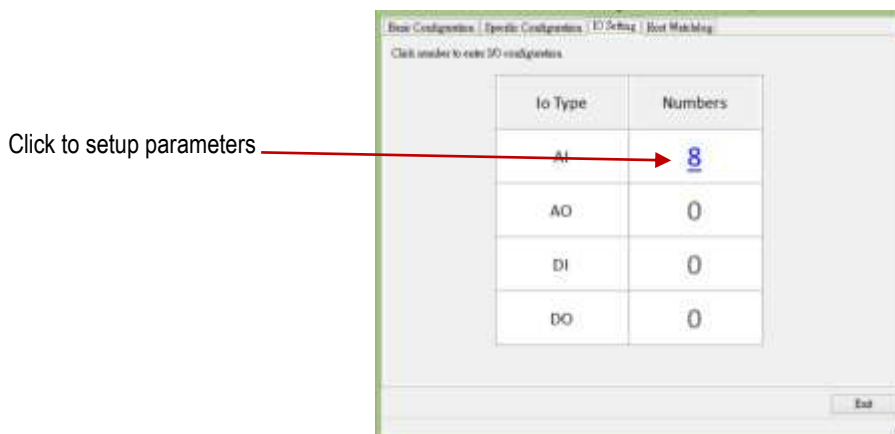 Basic Configuration Specific Configuration IO Setting Host Watchdog
Click number to enter I/O configuration.
Io Type Numbers
Click to setup parameters
AI 8
AO 0
DI 0
DO 0
Exit